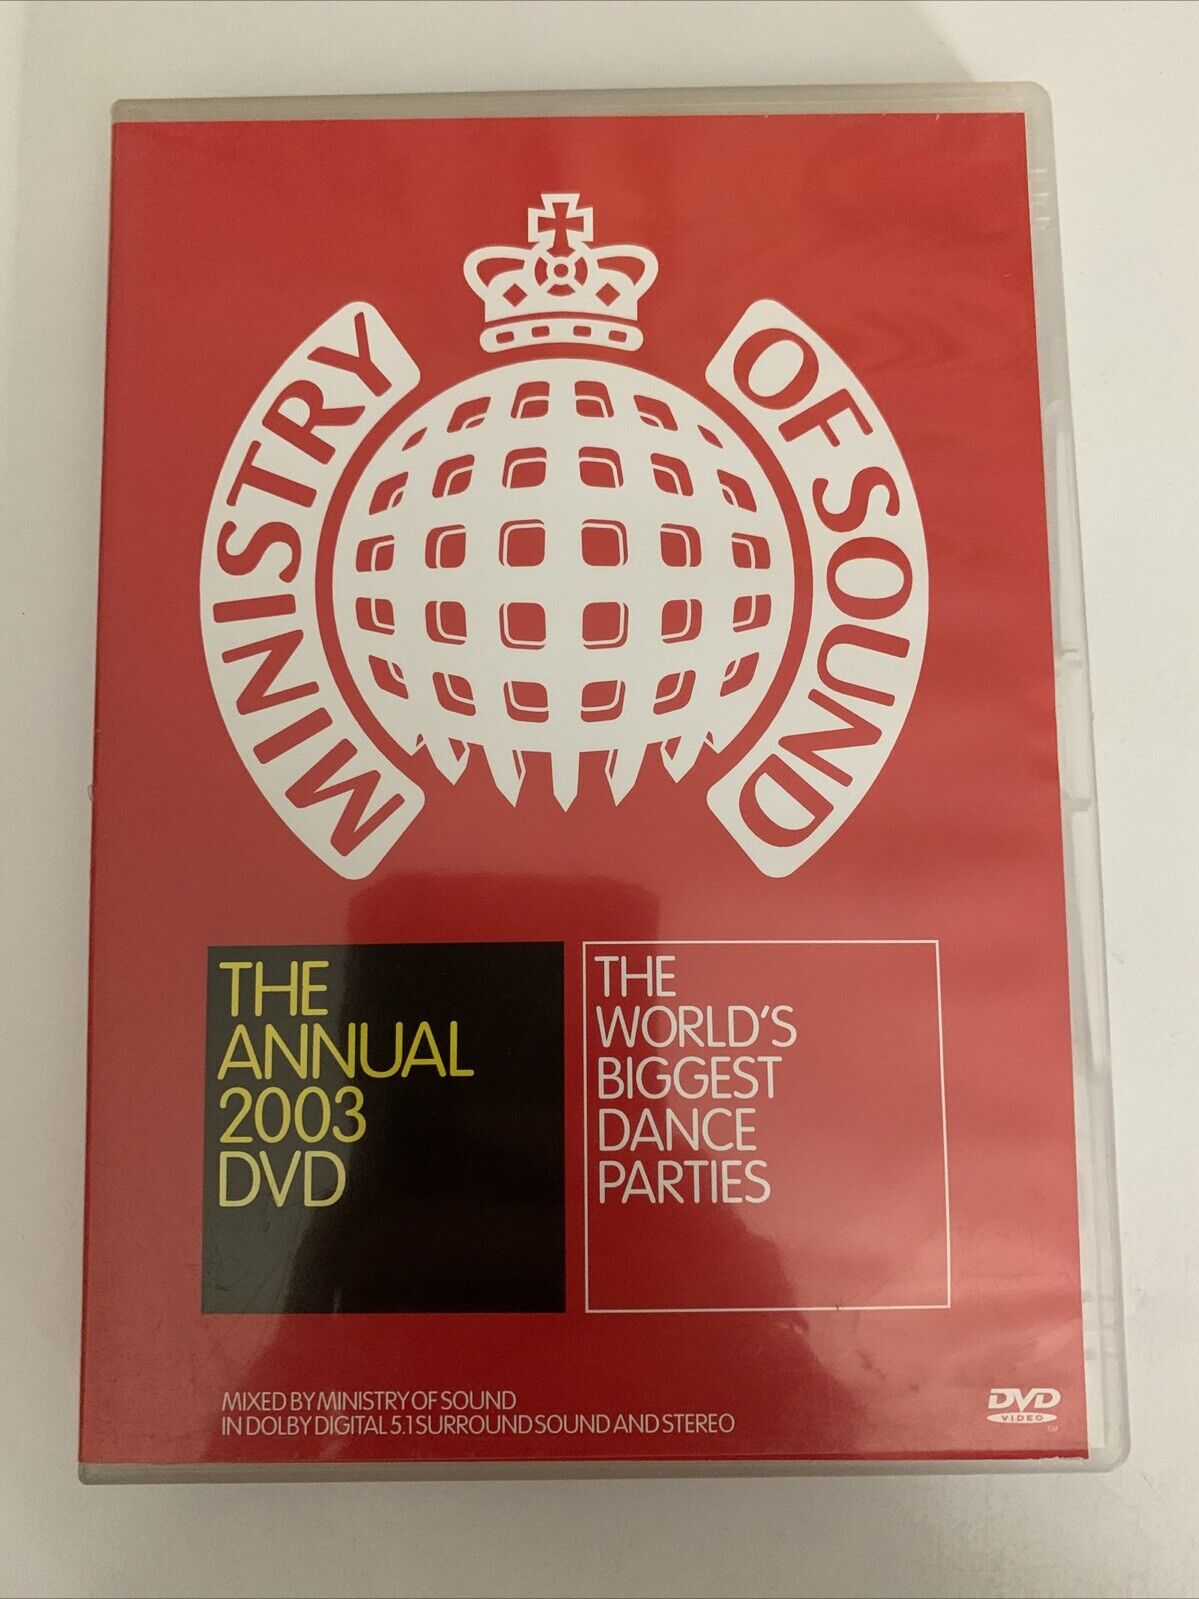 MINISTRY
OF SOUND
THE
ANNUAL
2003
DVD
THE
WORLD'S
BIGGEST
DANCE
PARTIES
MIXED BY MINISTRY OF SOUND
IN DOLBY DIGITAL 5.1 SURROUND SOUND AND STEREO
DVD
VIDEO
TM